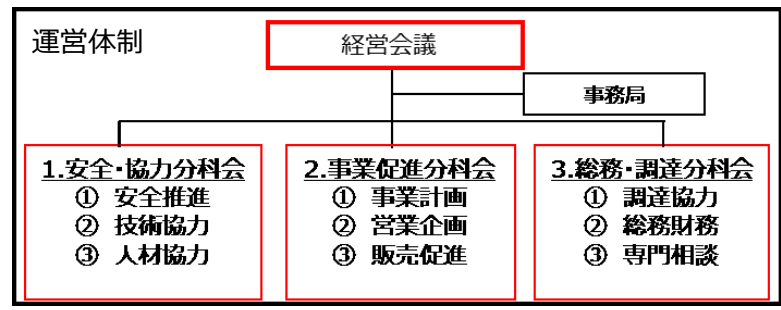 運営体制
経営会議
事務局
1.安全・協力分科会
① 安全推進
② 技術協力
③ 人材協力
2.事業促進分科会
① 事業計画
② 営業企画
③ 販売促進
3.総務・調達分科会
① 調達協力
② 総務財務
③ 専門相談